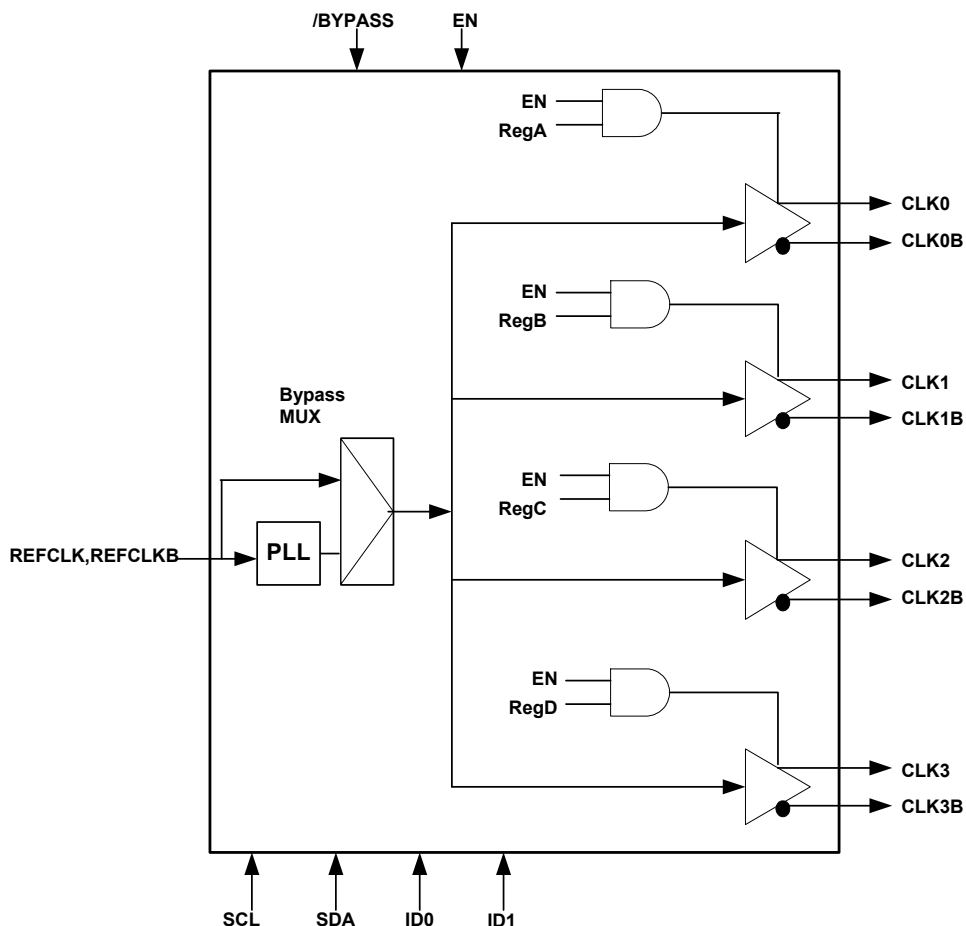 /BYPASS
EN
EN
RegA
CLK0
CLK0B
EN
RegB
CLK1
CLK1B
Bypass
MUX
EN
RegC
REFCLK,REFCLKB
PLL
CLK2
CLK2B
EN
RegD
CLK3
CLK3B
SCL
SDA
ID0
ID1